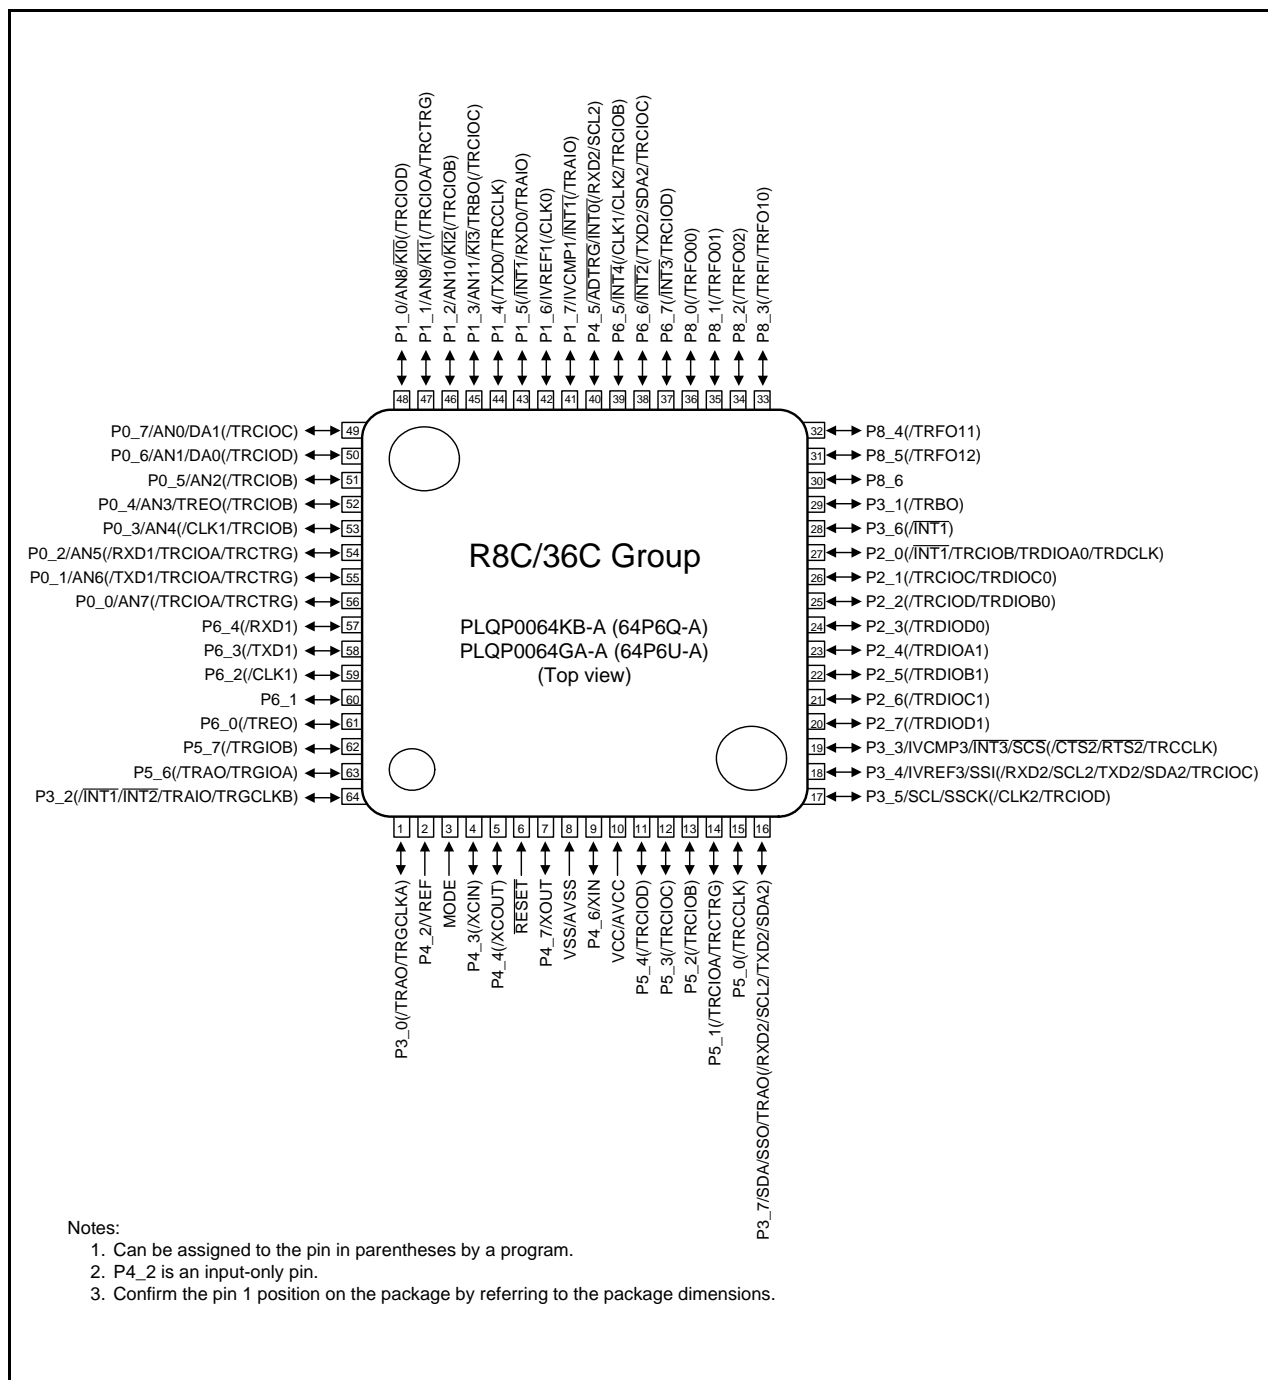 P1_0/AN8/KI0(/TRCIOD)
P1_1/AN9/KI1(/TRCIOA/TRCTRG)
P1_2/AN10/KI2(/TRCIOB)
P1_3/AN11/KI3/TRBO(/TRCIOC)
P1_4(/TXD0/TRCCLK)
P1_5(/INT1/RXD0/TRAIO)
P1_6/IVREF1(/CLK0)
P1_7/IVCMP1/INT1(/TRAIO)
P4_5/ADTRG/INT0(/RXD2/SCL2)
P6_5/INT4(/CLK1/CLK2/TRCIOB)
P6_6/INT2(/TXD2/SDA2/TRCIOC)
P6_7(/INT3/TRCIOD)
P8_0(/TRFO00)
P8_1(/TRFO01)
P8_2(/TRFO02)
P8_3(/TRFI/TRFO10)
48 47 46 45 44 43 42 41 40 39 38 37 36 35 34 33
P0_7/AN0/DA1(/TRCIOC) 49
P0_6/AN1/DA0(/TRCIOD) 50
P0_5/AN2(/TRCIOB) 51
P0_4/AN3/TREO(/TRCIOB) 52
P0_3/AN4(/CLK1/TRCIOB) 53
P0_2/AN5(/RXD1/TRCIOA/TRCTRG) 54
P0_1/AN6(/TXD1/TRCIOA/TRCTRG) 55
P0_0/AN7(/TRCIOA/TRCTRG) 56
P6_4(/RXD1) 57
P6_3(/TXD1) 58
P6_2(/CLK1) 59
P6_1 60
P6_0(/TREO) 61
P5_7(/TRGIOB) 62
P5_6(/TRAO/TRGIOA) 63
P3_2(/INT1/INT2/TRAIO/TRGCLKB) 64
R8C/36C Group
PLQP0064KB-A (64P6Q-A)
PLQP0064GA-A (64P6U-A)
(Top view)
32 P8_4(/TRFO11)
31 P8_5(/TRFO12)
30 P8_6
29 P3_1(/TRBO)
28 P3_6(/INT1)
27 P2_0(/INT1/TRCIOB/TRDIOA0/TRDCLK)
26 P2_1(/TRCIOC/TRDIOC0)
25 P2_2(/TRCIOD/TRDIOB0)
24 P2_3(/TRDIOD0)
23 P2_4(/TRDIOA1)
22 P2_5(/TRDIOB1)
21 P2_6(/TRDIOC1)
20 P2_7(/TRDIOD1)
19 P3_3/IVCMP3/INT3/SCS(/CTS2/RTS2/TRCCLK)
18 P3_4/IVREF3/SSI(/RXD2/SCL2/TXD2/SDA2/TRCIOC)
17 P3_5/SCL/SSCK(/CLK2/TRCIOD)
1 2 3 4 5 6 7 8 9 10 11 12 13 14 15 16
P3_0(/TRAO/TRGCLKA)
P4_2/VREF
MODE
P4_3(/XCIN)
P4_4(/XCOUT)
RESET
P4_7/XOUT
VSS/AVSS
P4_6/XIN
VCC/AVCC
P5_4(/TRCIOD)
P5_3(/TRCIOC)
P5_2(/TRCIOB)
P5_1(/TRCIOA/TRCTRG)
P5_0(/TRCCLK)
P3_7/SDA/SSO/TRAO(/RXD2/SCL2/TXD2/SDA2)
Notes:
1. Can be assigned to the pin in parentheses by a program.
2. P4_2 is an input-only pin.
3. Confirm the pin 1 position on the package by referring to the package dimensions.